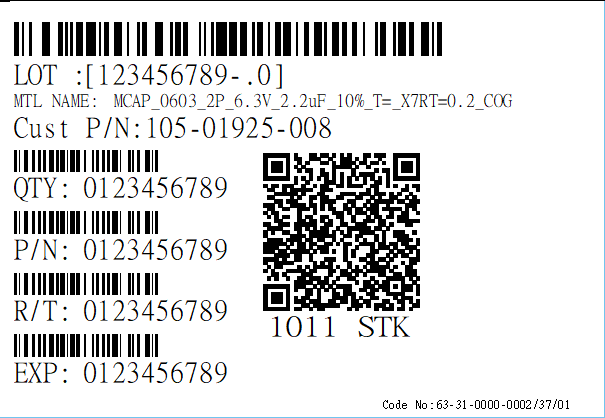 LOT :[123456789-.0]
MTL NAME: MCAP_0603_2P_6.3V_2.2uF_10%_T=_X7RT=0.2_COG
Cust P/N:105-01925-008
QTY: 0123456789
P/N: 0123456789
R/T: 0123456789
EXP: 0123456789
1011 STK
Code No:63-31-0000-0002/37/01